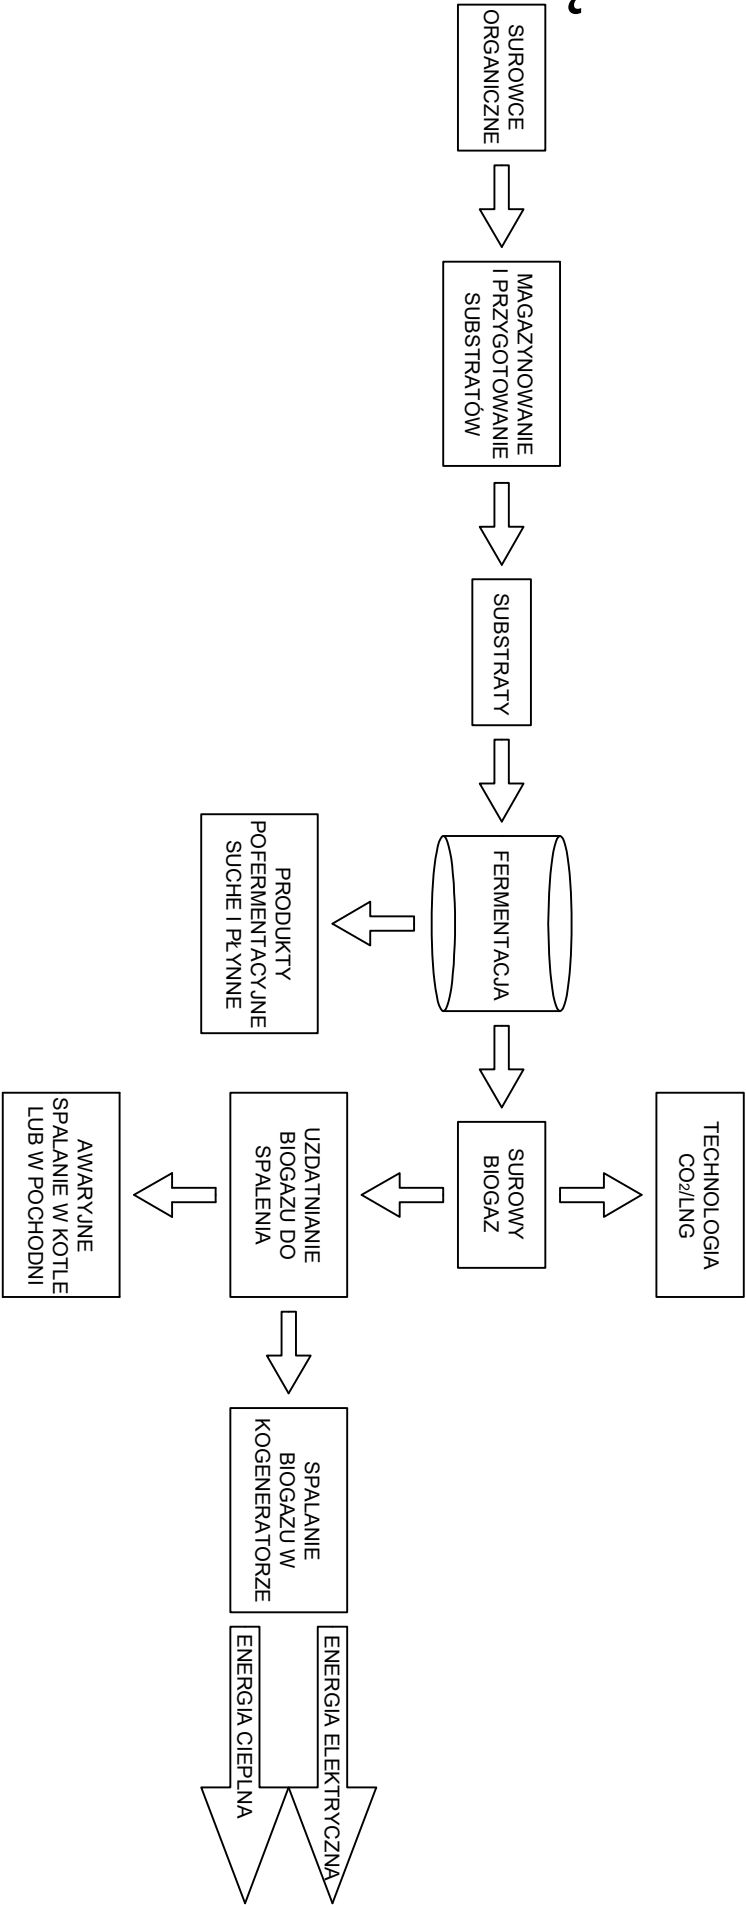 SUROWCE
ORGANICZNE
MAGAZYNOWANIE
I PRZYGOTOWANIE
SUBSTRATÓW
SUBSTRATY
FERMENTACJA
PRODUKTY
POFERMENTACYJNE
SUCHE I PŁYNNE
TECHNOLOGIA
CO2/LNG
SUROWY
BIOGAZ
UZDATNIANIE
BIOGAZU DO
SPALENIA
AWARYJNE
SPALANIE W KOTLE
LUB W POCHODNI
SPALANIE
BIOGAZU W
KOGENERATORZE
ENERGIA ELEKTRYCZNA
ENERGIA CIEPLNA